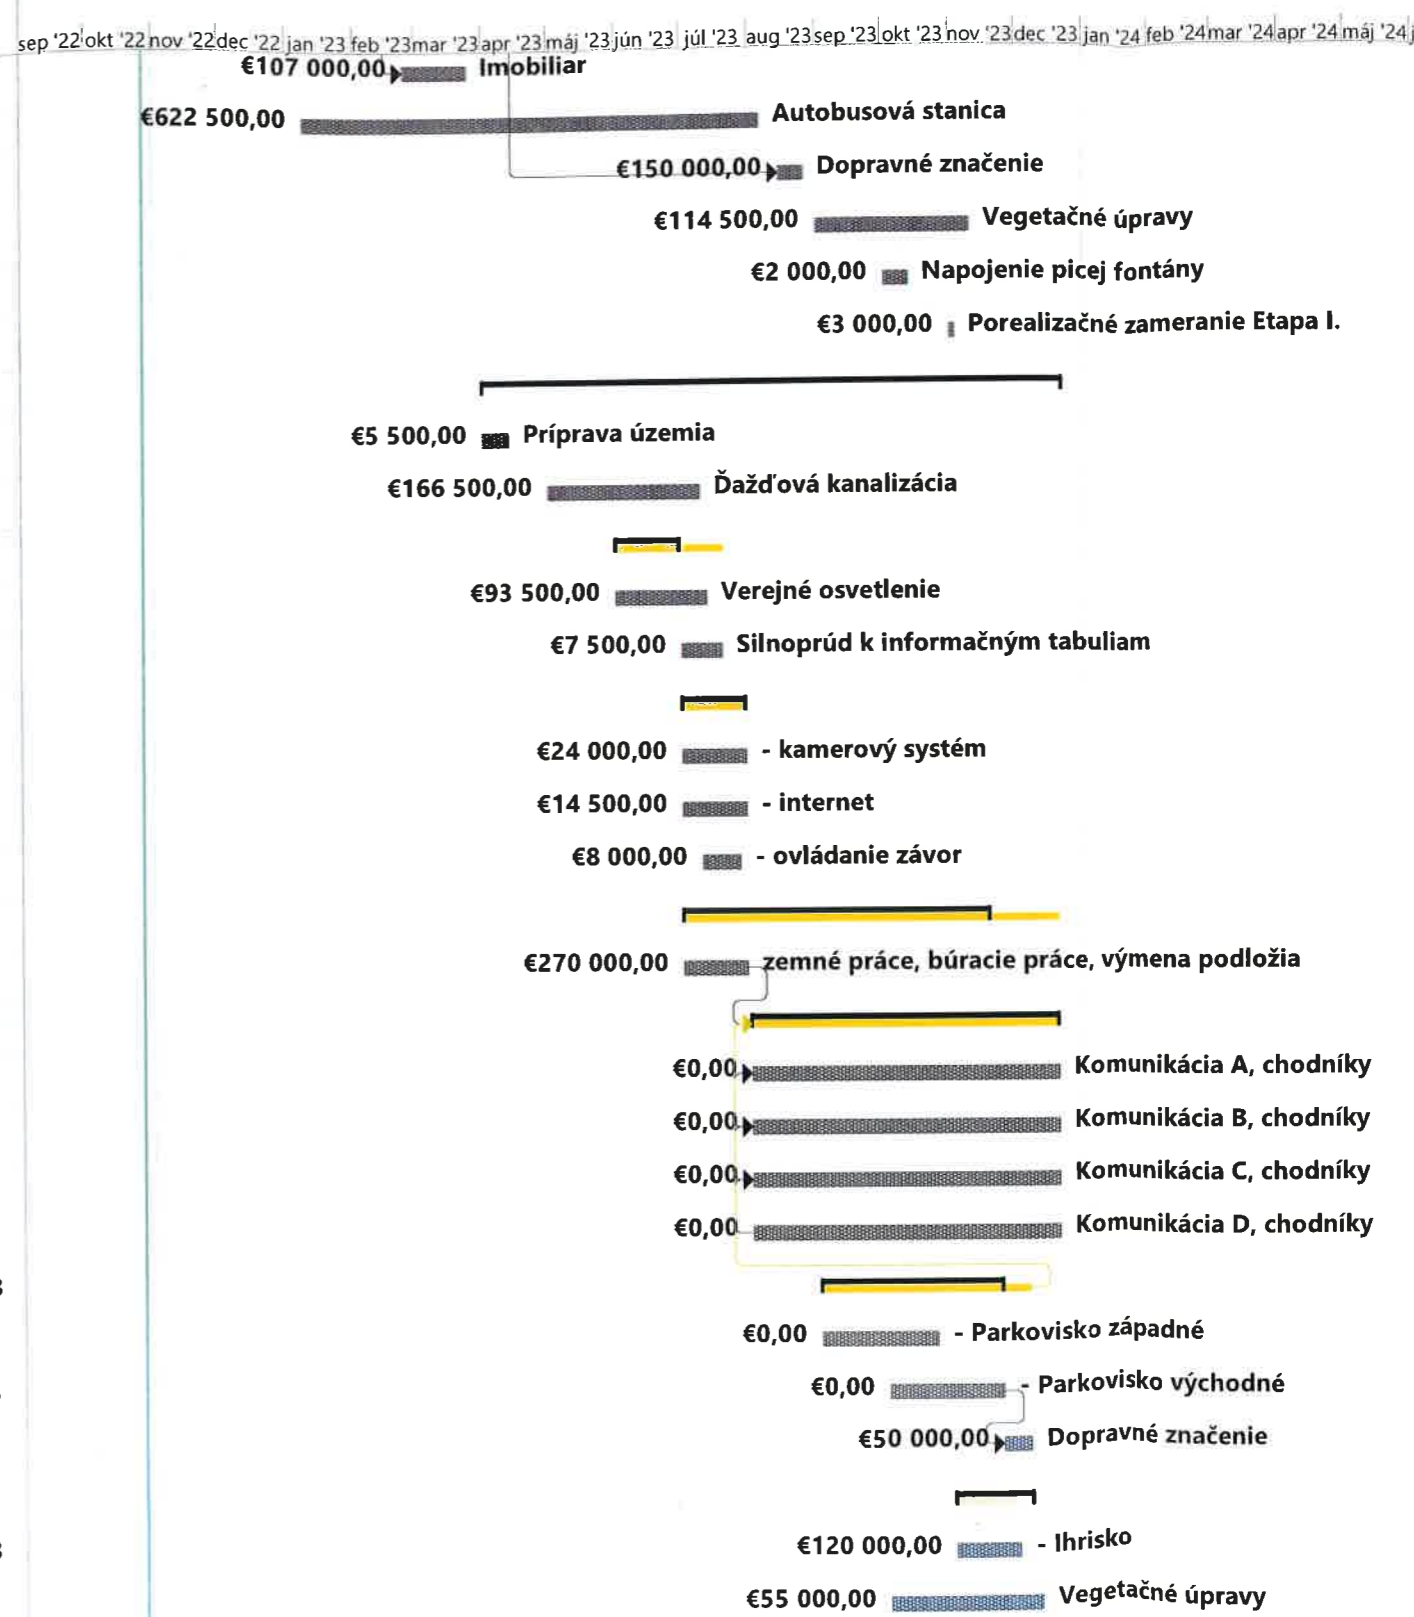 sep '22 okt '22 nov '22 dec '22 jan '23 feb '23 mar '23 apr '23 máj '23 jún '23 júl '23 aug '23 sep '23 okt '23 nov '23 dec '23 jan '24 feb '24 mar '24 apr '24 máj '24 j
€107 000,00 Imobiliar
€622 500,00 Autobusová stanica
€150 000,00 Dopravné značenie
€114 500,00 Vegetačné úpravy
€2 000,00 Napojenie picej fontány
€3 000,00 Porealizačné zameranie Etapa I.
€5 500,00 Príprava územia
€166 500,00 Ďažďová kanalizácia
€93 500,00 Verejné osvetlenie
€7 500,00 Silnoprúd k informačným tabuliam
€24 000,00 - kamerový systém
€14 500,00 - internet
€8 000,00 - ovládanie závor
€270 000,00 zemné práce, búracie práce, výmena podložia
€0,00 Komunikácia A, chodníky
€0,00 Komunikácia B, chodníky
€0,00 Komunikácia C, chodníky
€0,00 Komunikácia D, chodníky
€0,00 - Parkovisko západné
€0,00 - Parkovisko východné
€50 000,00 Dopravné značenie
€120 000,00 - Ihrisko
€55 000,00 Vegetačné úpravy